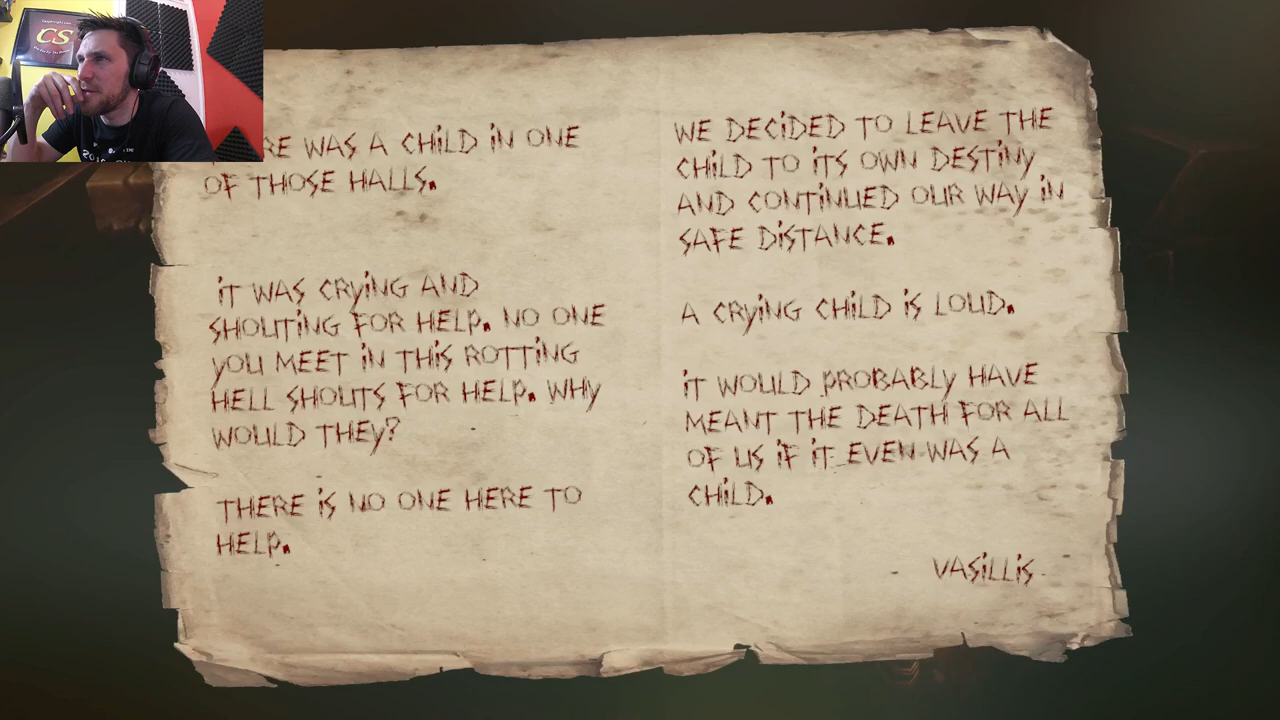 CS
RE WAS A CHILD IN ONE
OF THOSE HALLS.
IT WAS CRYING AND
SHOUTING FOR HELP. NO ONE
YOU MEET IN THIS ROTTING
HELL SHOUTS FOR HELP. WHY
WOULD THEY?
THERE IS NO ONE HERE TO
HELP.
WE DECIDED TO LEAVE THE
CHILD TO ITS OWN DESTINY
AND CONTINUED OUR WAY IN
SAFE DISTANCE.
A CRYING CHILD IS LOUD.
IT WOULD PROBABLY HAVE
MEANT THE DEATH FOR ALL
OF US IF IT EVEN WAS A
CHILD.
VASILLIS